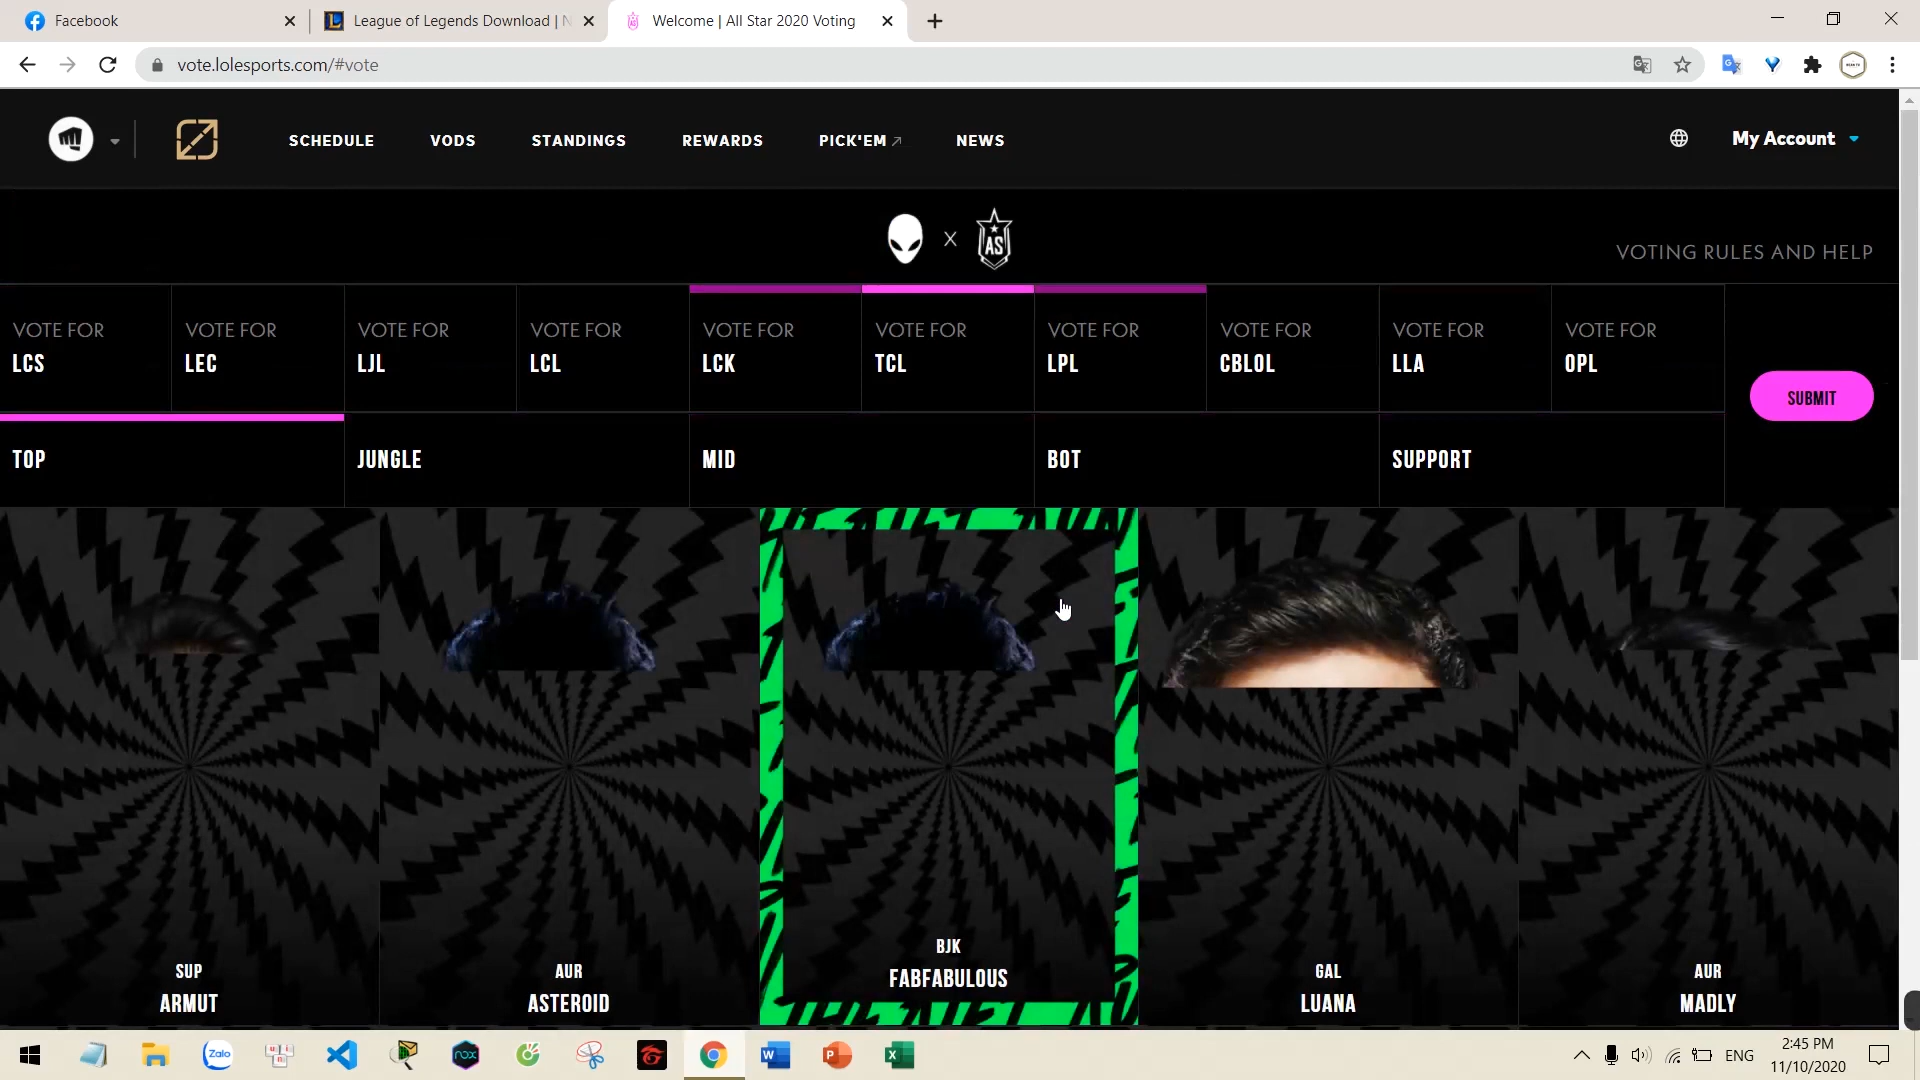 Facebook
League of Legends Download | N
Welcome | All Star 2020 Voting
vote.lolesports.com/#vote
SCHEDULE
VODS
STANDINGS
REWARDS
PICK'EM
NEWS
My Account
X
AS
VOTING RULES AND HELP
VOTE FOR
LCS
VOTE FOR
LEC
VOTE FOR
LJL
VOTE FOR
LCL
VOTE FOR
LCK
VOTE FOR
TCL
VOTE FOR
LPL
VOTE FOR
CBLOL
VOTE FOR
LLA
VOTE FOR
OPL
SUBMIT
TOP
JUNGLE
MID
BOT
SUPPORT
SUP
ARMUT
AUR
ASTEROID
BJK
FABFABULOUS
GAL
LUANA
AUR
MADLY
Zalo
nox
ENG
2:45 PM
11/10/2020